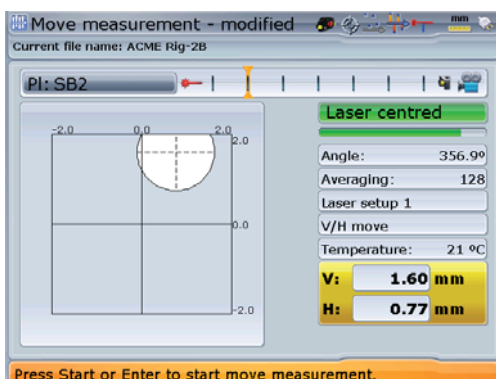 Move measurement - modified
mm
Current file name: ACME Rig-2B
Pl: SB2
Laser centred
-2.0 0.0 2.0
2.0
0.0
-2.0
Angle: 356.9º
Averaging: 128
Laser setup 1
V/H move
Temperature: 21 ºC
V: 1.60 mm
H: 0.77 mm
Press Start or Enter to start move measurement.